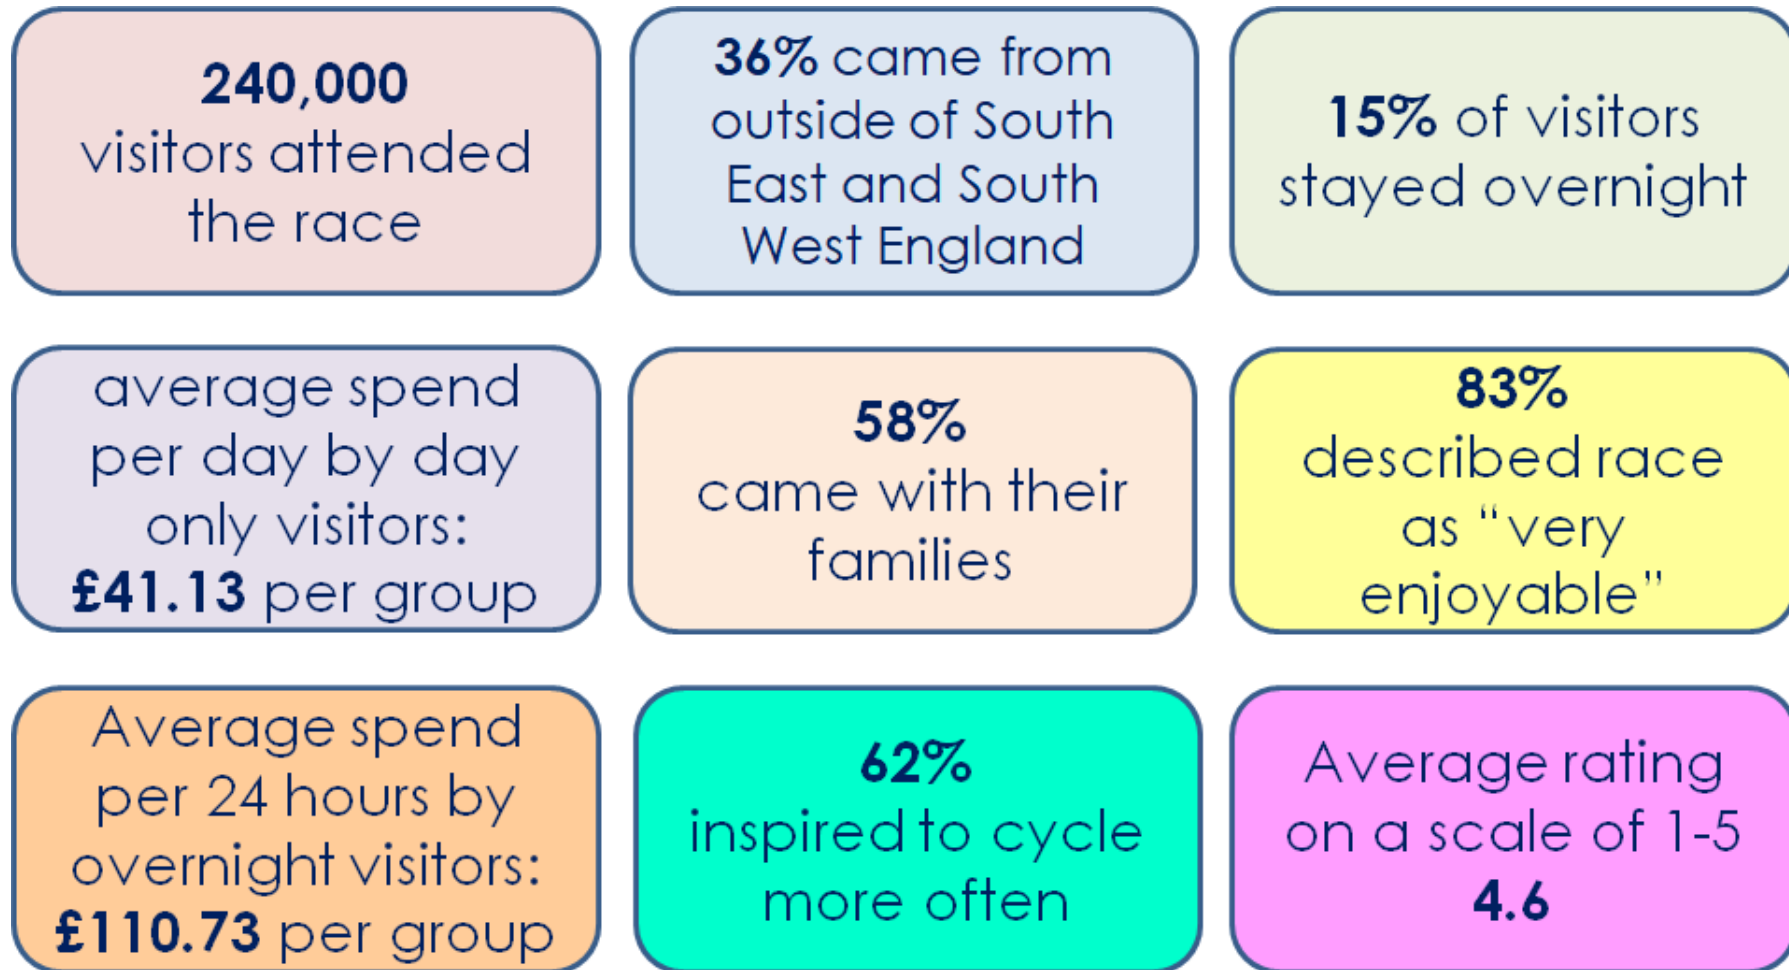 240,000
visitors attended
the race
36% came from
outside of South
East and South
West England
15% of visitors
stayed overnight
average spend
per day by day
only visitors:
£41.13 per group
58%
came with their
families
83%
described race
as “very
enjoyable”
Average spend
per 24 hours by
overnight visitors:
£110.73 per group
62%
inspired to cycle
more often
Average rating
on a scale of 1-5
4.6